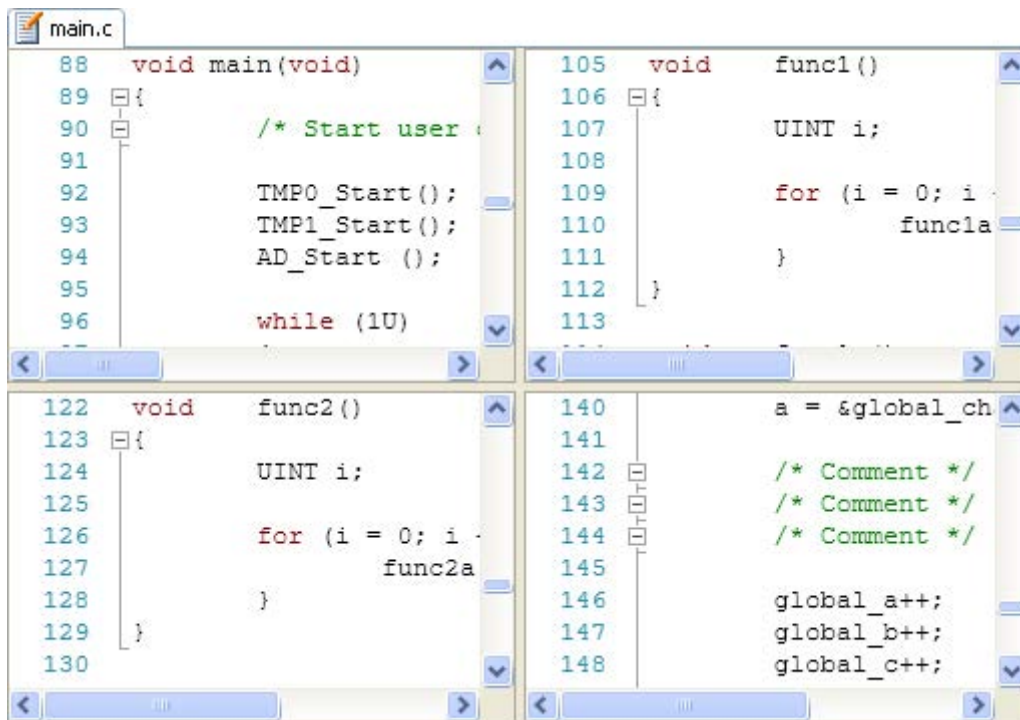 main.c
88 void main(void)
89 {
90 /* Start user
91
92 TMP0_Start();
93 TMP1_Start();
94 AD_Start ();
95
96 while (1U)
105 void func1()
106 {
107 UINT i;
108
109 for (i = 0; i
110 func1a
111 }
112 }
113
122 void func2()
123 {
124 UINT i;
125
126 for (i = 0; i
127 func2a
128 }
129 }
130
140 a = &global_ch
141
142 /* Comment */
143 /* Comment */
144 /* Comment */
145
146 global_a++;
147 global_b++;
148 global_c++;